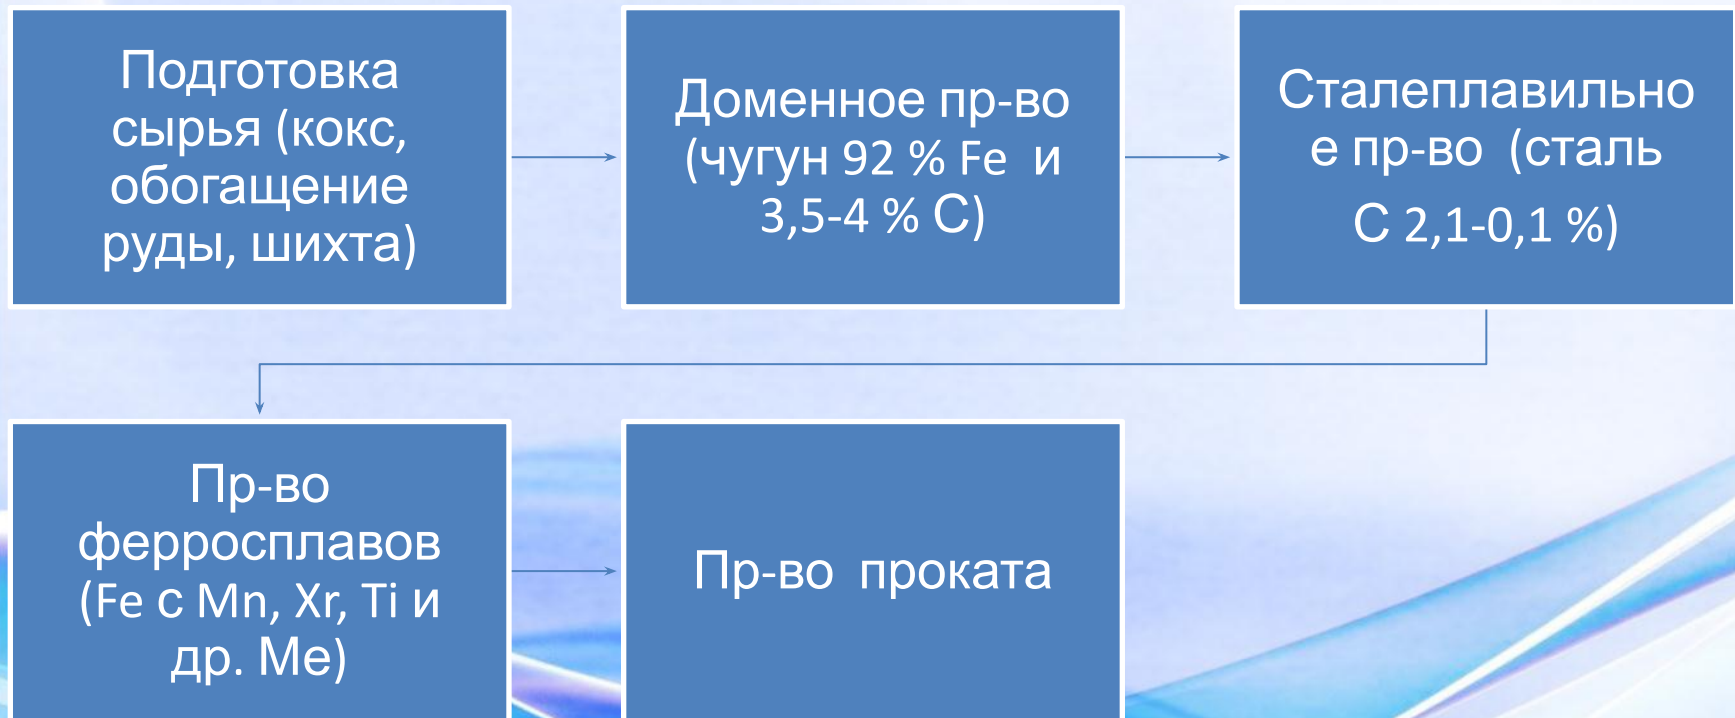 Подготовка
сырья (кокс,
обогащение
руды, шихта)
Доменное пр-во
(чугун 92 % Fe и
3,5-4 % С)
Сталеплавильно
е пр-во (сталь
С 2,1-0,1 %)
Пр-во
ферросплавов
(Fe с Mn, Xr, Ti и
др. Ме)
Пр-во проката